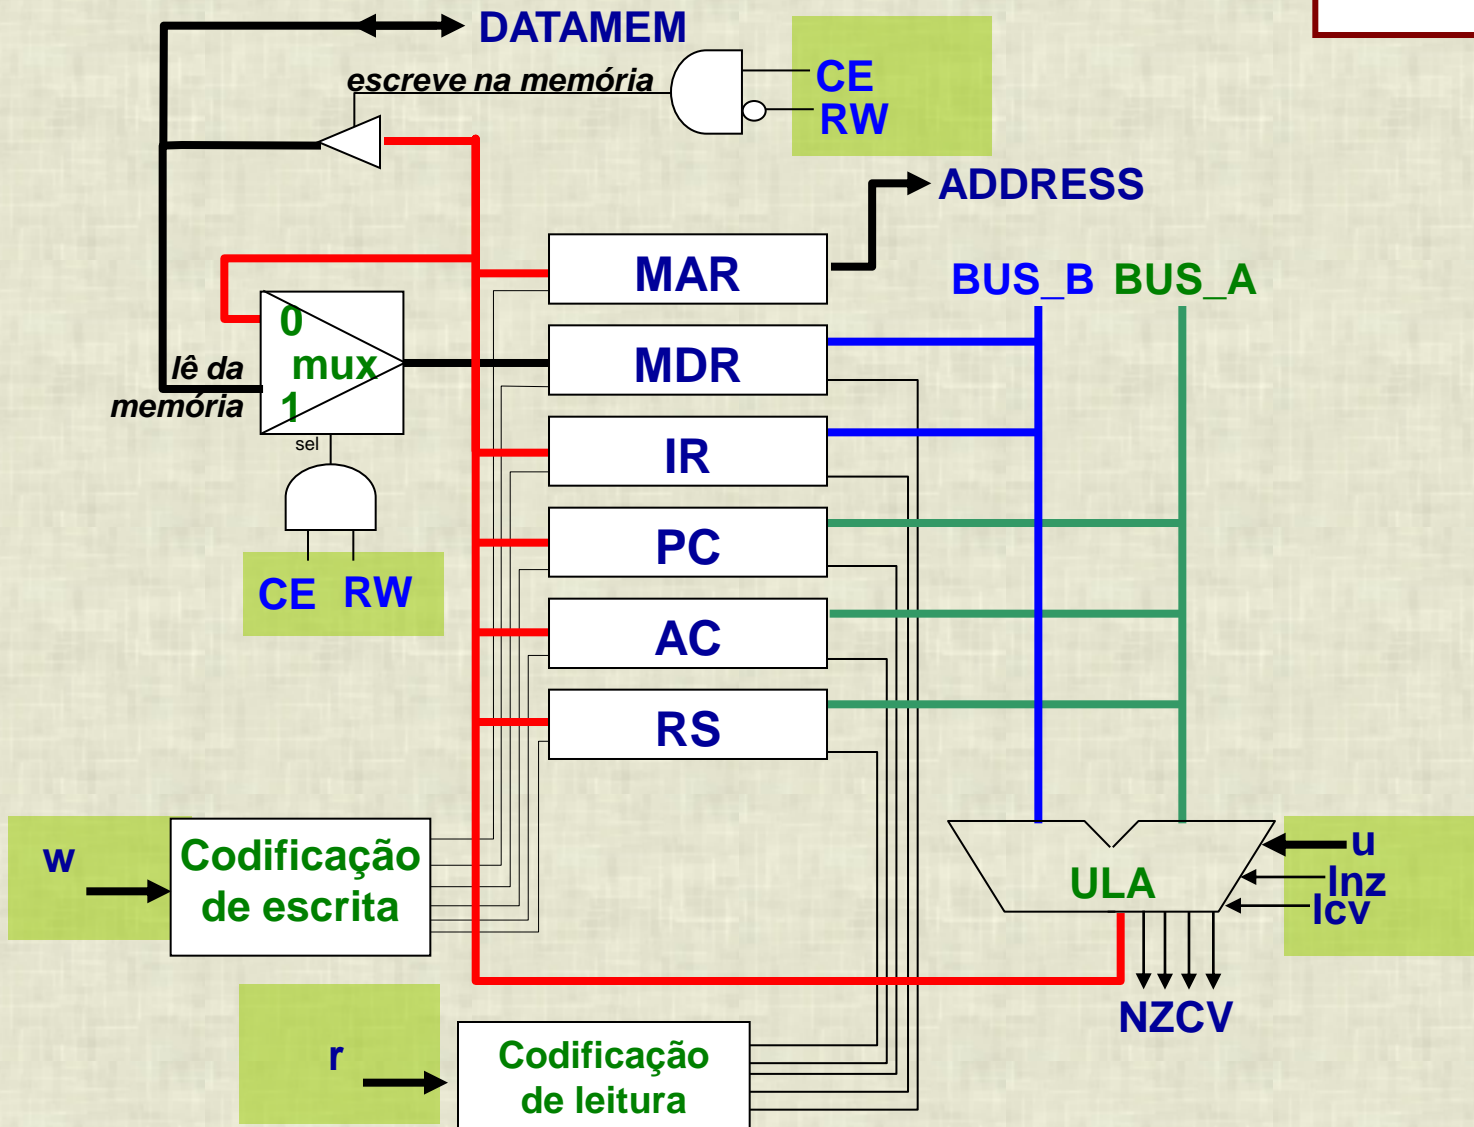 DATAMEM
escreve na memória
CE
RW
ADDRESS
MAR
BUS_B BUS_A
0
mux
1
lê da
memória
sel
MDR
IR
PC
CE RW
AC
RS
w
Codificação
de escrita
ULA
u
lnz
lcv
NZCV
r
Codificação
de leitura